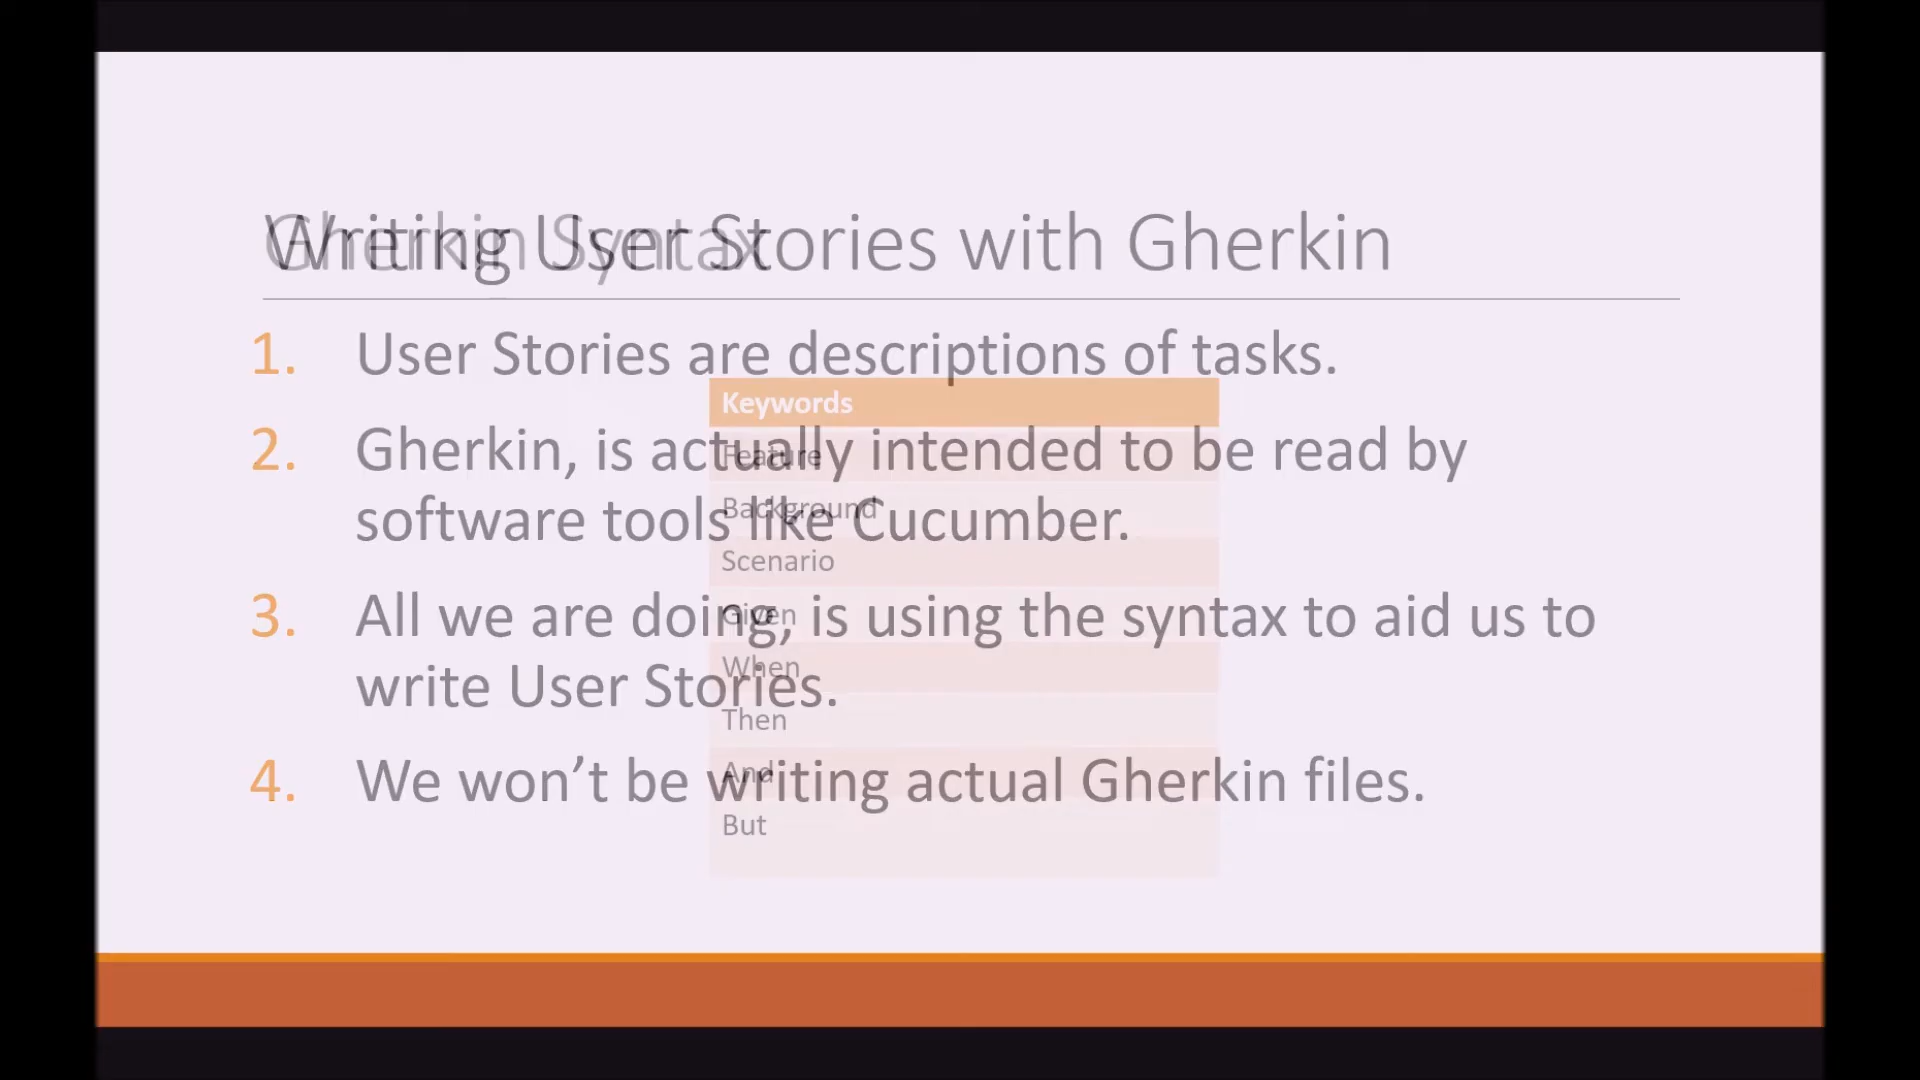 Writing User Stories with Gherkin
1. User Stories are descriptions of tasks.
2. Gherkin, is actually intended to be read by
software tools like Cucumber.
3. All we are doing, is using the syntax to aid us to
write User Stories.
4. We won’t be writing actual Gherkin files.
Gherkin Syntax
Keywords
Feature
Background
Scenario
Given
When
Then
And
But